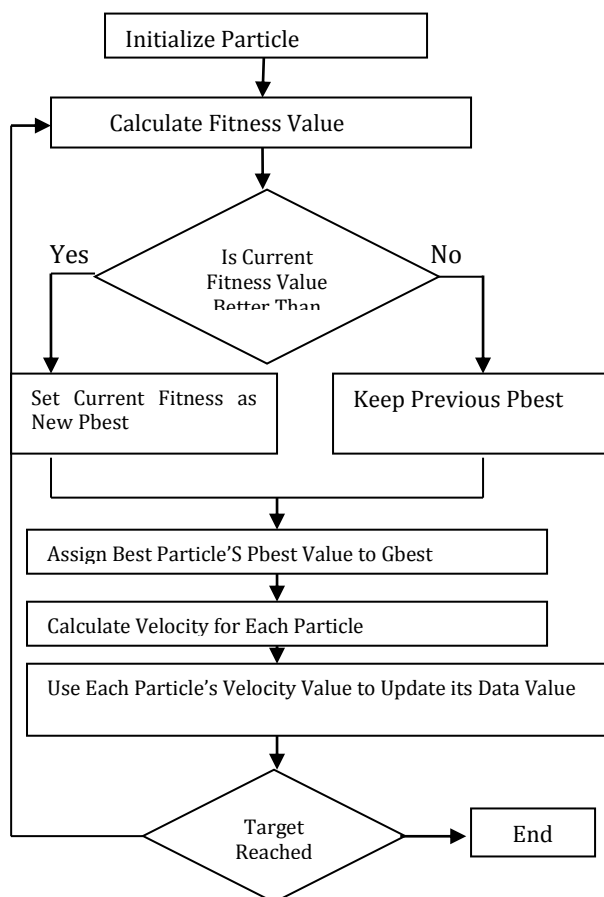 Initialize Particle
Calculate Fitness Value
Yes
No
Is Current
Fitness Value
Better Than
Set Current Fitness as
New Pbest
Keep Previous Pbest
Assign Best Particle'S Pbest Value to Gbest
Calculate Velocity for Each Particle
Use Each Particle's Velocity Value to Update its Data Value
Target
Reached
End